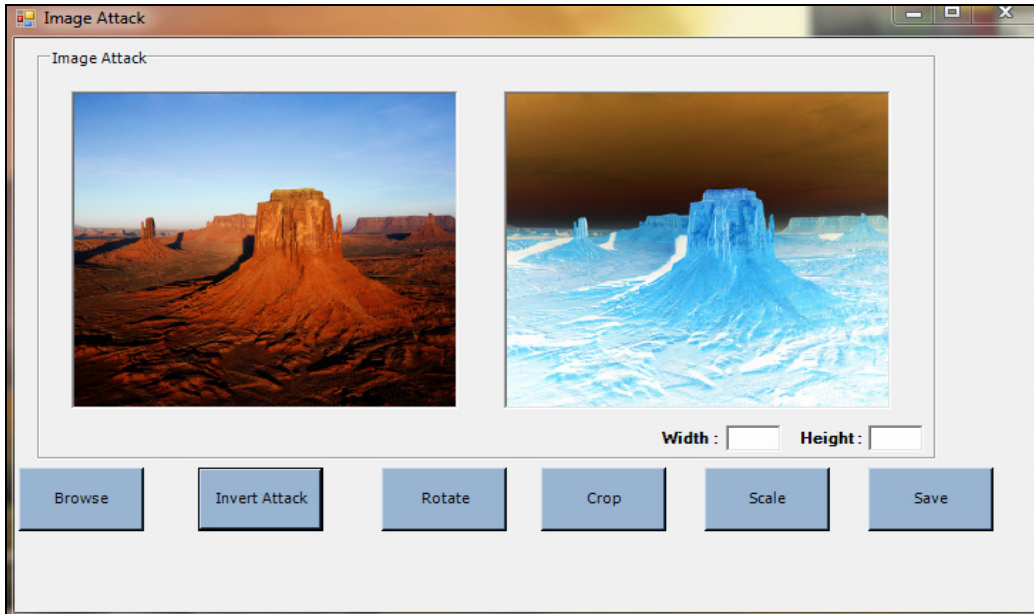 Image Attack
Image Attack
Width : Height :
Browse Invert Attack Rotate Crop Scale Save